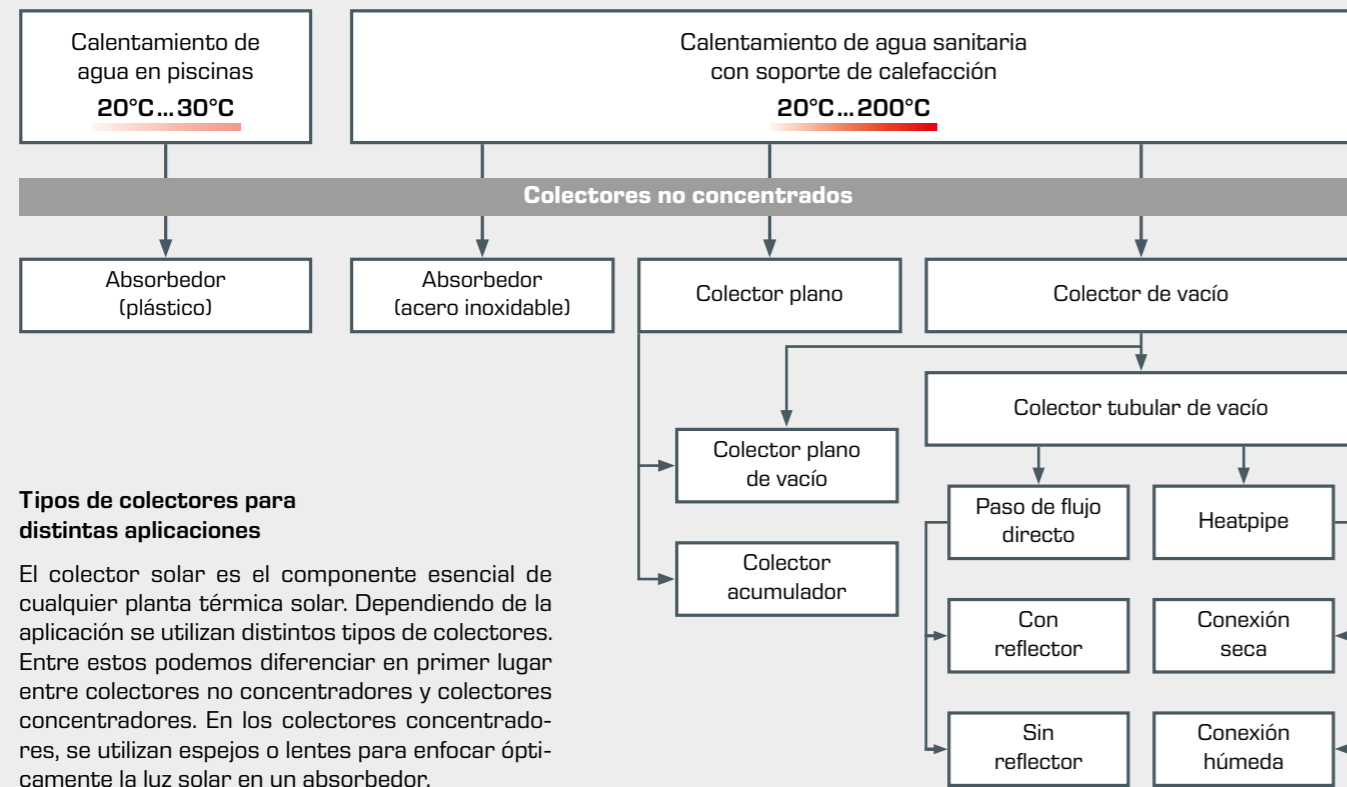 Calentamiento de
agua en piscinas
20°C...30°C
Calentamiento de agua sanitaria
con soporte de calefacción
20°C...200°C
Colectores no concentrados
Absorbedor
(plástico)
Absorbedor
(acero inoxidable)
Colector plano
Colector de vacío
Colector tubular de vacío
Colector plano
de vacío
Paso de flujo
directo
Heatpipe
Colector
acumulador
Con
reflector
Conexión
seca
Sin
reflector
Conexión
húmeda
Tipos de colectores para
distintas aplicaciones
El colector solar es el componente esencial de
cualquier planta térmica solar. Dependiendo de la
aplicación se utilizan distintos tipos de colectores.
Entre estos podemos diferenciar en primer lugar
entre colectores no concentradores y colectores
concentradores. En los colectores concentrado-
res, se utilizan espejos o lentes para enfocar ópti-
camente la luz solar en un absorbedor.